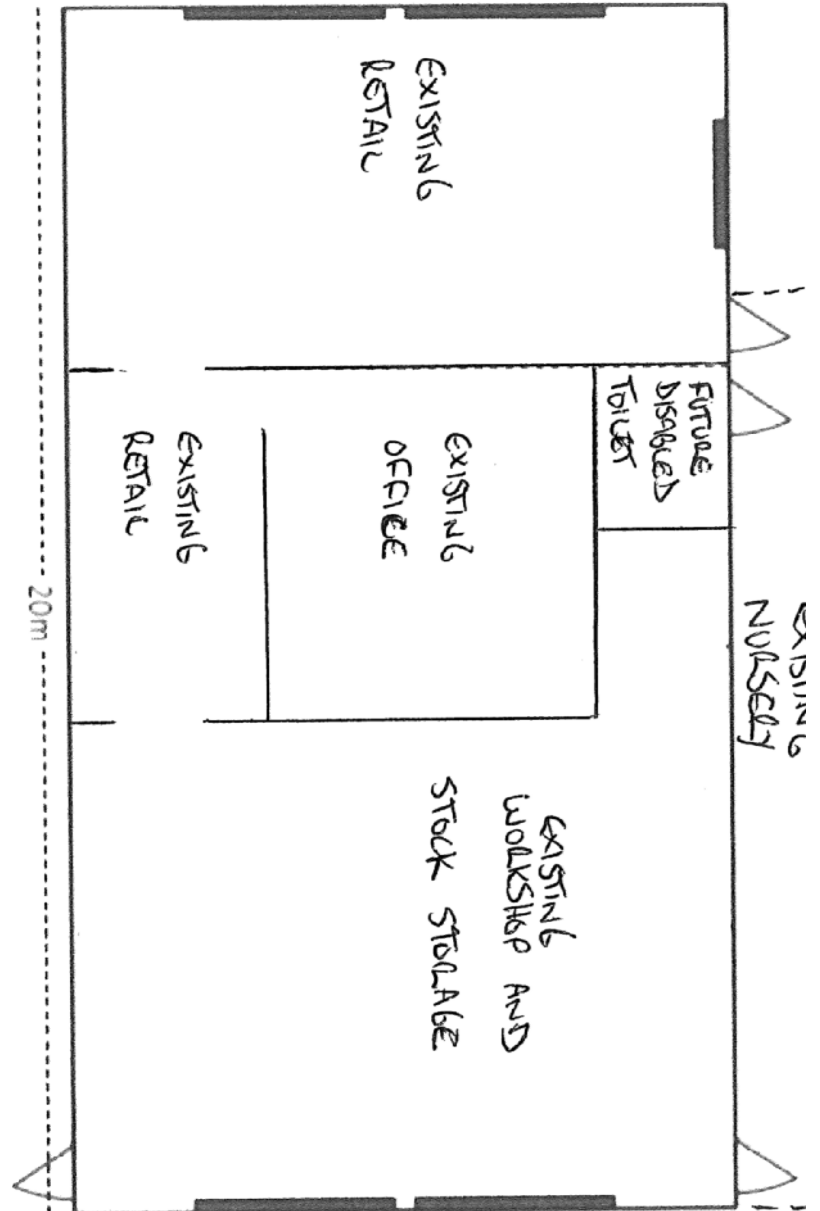 EXISTING
NURSERY
FUTURE
DISABLED
TOILET
EXISTING
RETAIL
EXISTING
OFFICE
EXISTING
WORKSHOP AND
STOCK STORAGE
EXISTING
RETAIL
20m